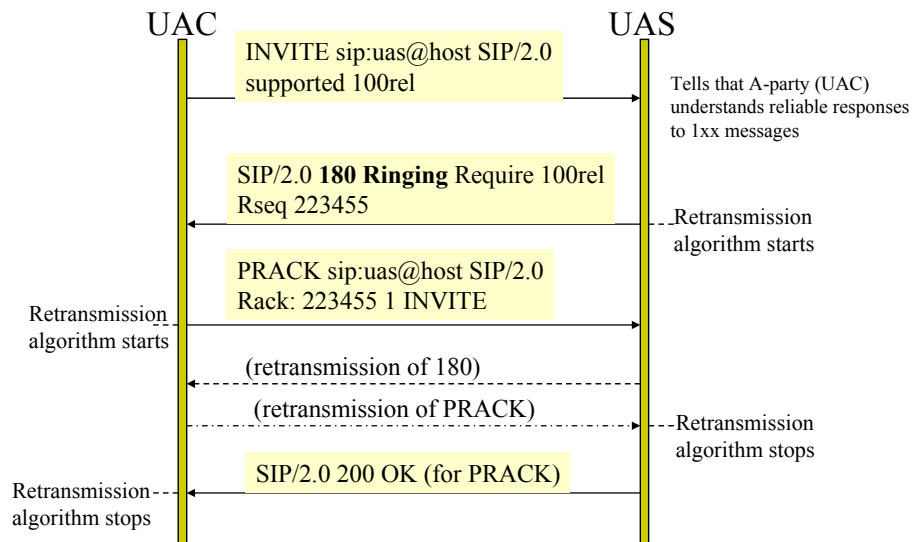 UAC
UAS
INVITE sip:uas@host SIP/2.0
supported 100rel
Tells that A-party (UAC)
understands reliable responses
to 1xx messages
SIP/2.0 180 Ringing Require 100rel
Rseq 223455
Retransmission
algorithm starts
PRACK sip:uas@host SIP/2.0
Rack: 223455 1 INVITE
Retransmission
algorithm starts
(retransmission of 180)
(retransmission of PRACK)
Retransmission
algorithm stops
SIP/2.0 200 OK (for PRACK)
Retransmission
algorithm stops